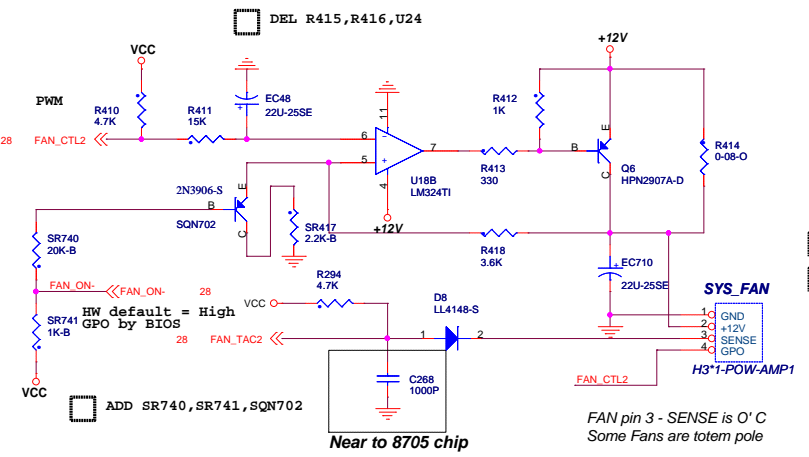 DEL R415,R416,U24
VCC
+12V
PWM
R410
4.7K
R411
15K
EC48
22U-25SE
R412
1K
11
E
28 FAN_CTL2
6
5
7
4
R413
330
B
C
Q6
HPN2907A-D
R414
0-08-O
U18B
LM324TI
2N3906-S
E
B
C
SQN702
+12V
SR417
2.2K-B
R418
3.6K
SR740
20K-B
FAN_ON-
FAN_ON- 28
R294
4.7K
EC710
22U-25SE
SYS_FAN
HW default = High
GPO by BIOS
VCC
D8
LL4148-S
SR741
1K-B
28 FAN_TAC2
1
2
1 GND
2 +12V
3 SENSE
4 GPO
H3*1-POW-AMP1
C268
1000P
FAN_CTL2
VCC
ADD SR740,SR741,SQN702
Near to 8705 chip
FAN pin 3 - SENSE is O' C
Some Fans are totem pole